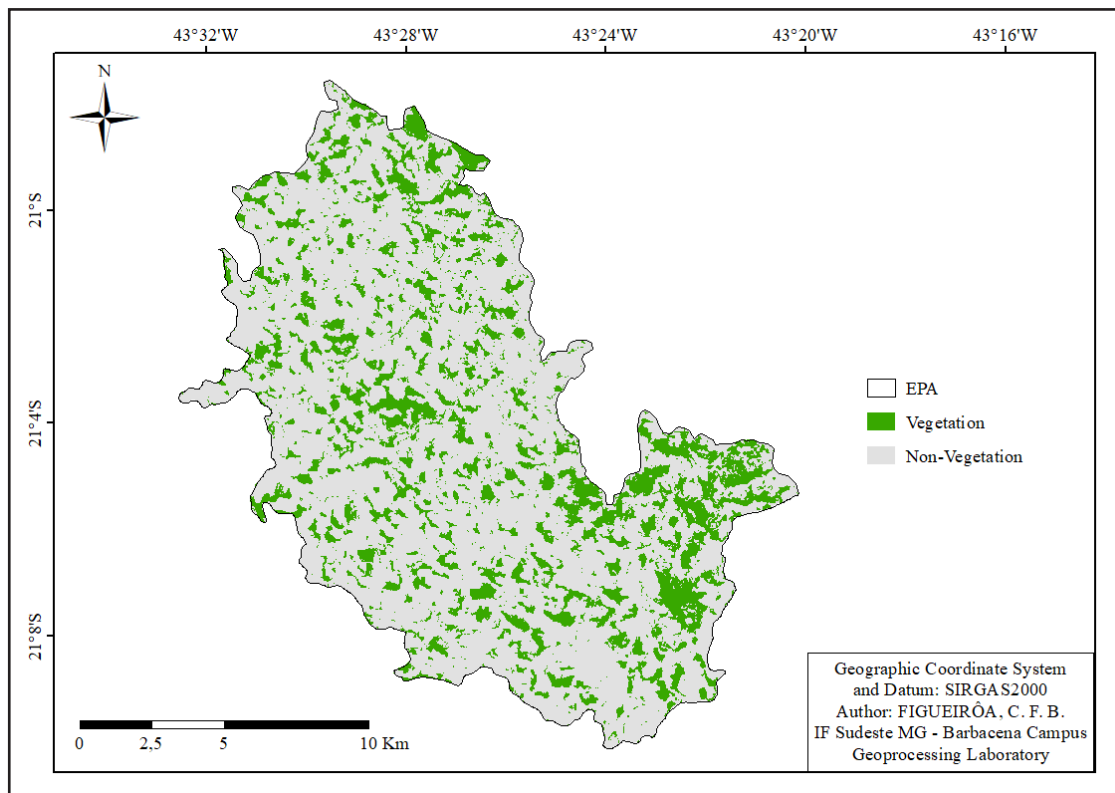 43°32'W 43°28'W 43°24'W 43°20'W 43°16'W
N
21°S
21°4'S
21°8'S
EPA
Vegetation
Non-Vegetation
0 2,5 5 10 Km
Geographic Coordinate System
and Datum: SIRGAS2000
Author: FIGUEIRÔA, C. F. B.
IF Sudeste MG - Barbacena Campus
Geoprocessing Laboratory